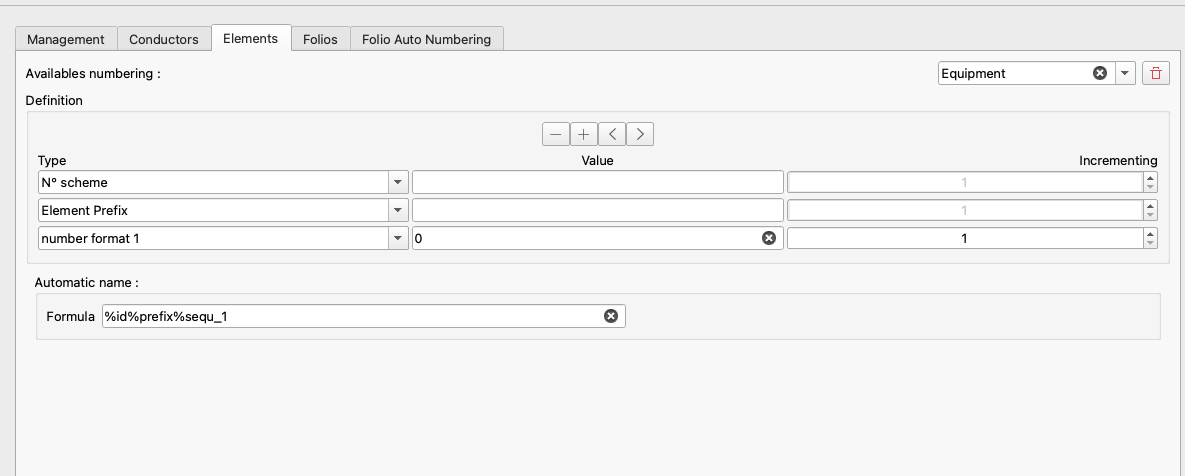 Management Conductors Elements Folios Folio Auto Numbering
Availables numbering : Equipment
Definition
Type Value Incrementing
N° scheme 1
Element Prefix 1
number format 1 0 1
Automatic name :
Formula %id%prefix%sequ_1